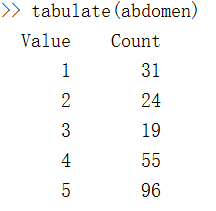 >> tabulate(abdomen)
Value Count
1 31
2 24
3 19
4 55
5 96